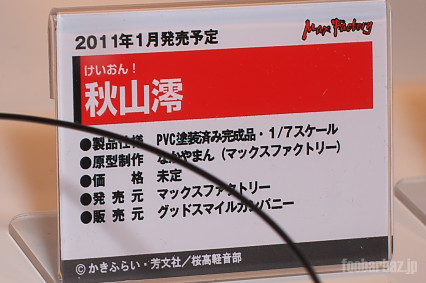 2011年1月発売予定
Max Factory
けいおん!
秋山澪
●製品仕様 PVC塗装済み完成品・1/7スケール
●原型制作 なかやまん(マックスファクトリー)
●価格 未定
●発売元 マックスファクトリー
●販売元 グッドスマイルカンパニー
©かきふらい・芳文社/桜高軽音部
foobarbaz.jp